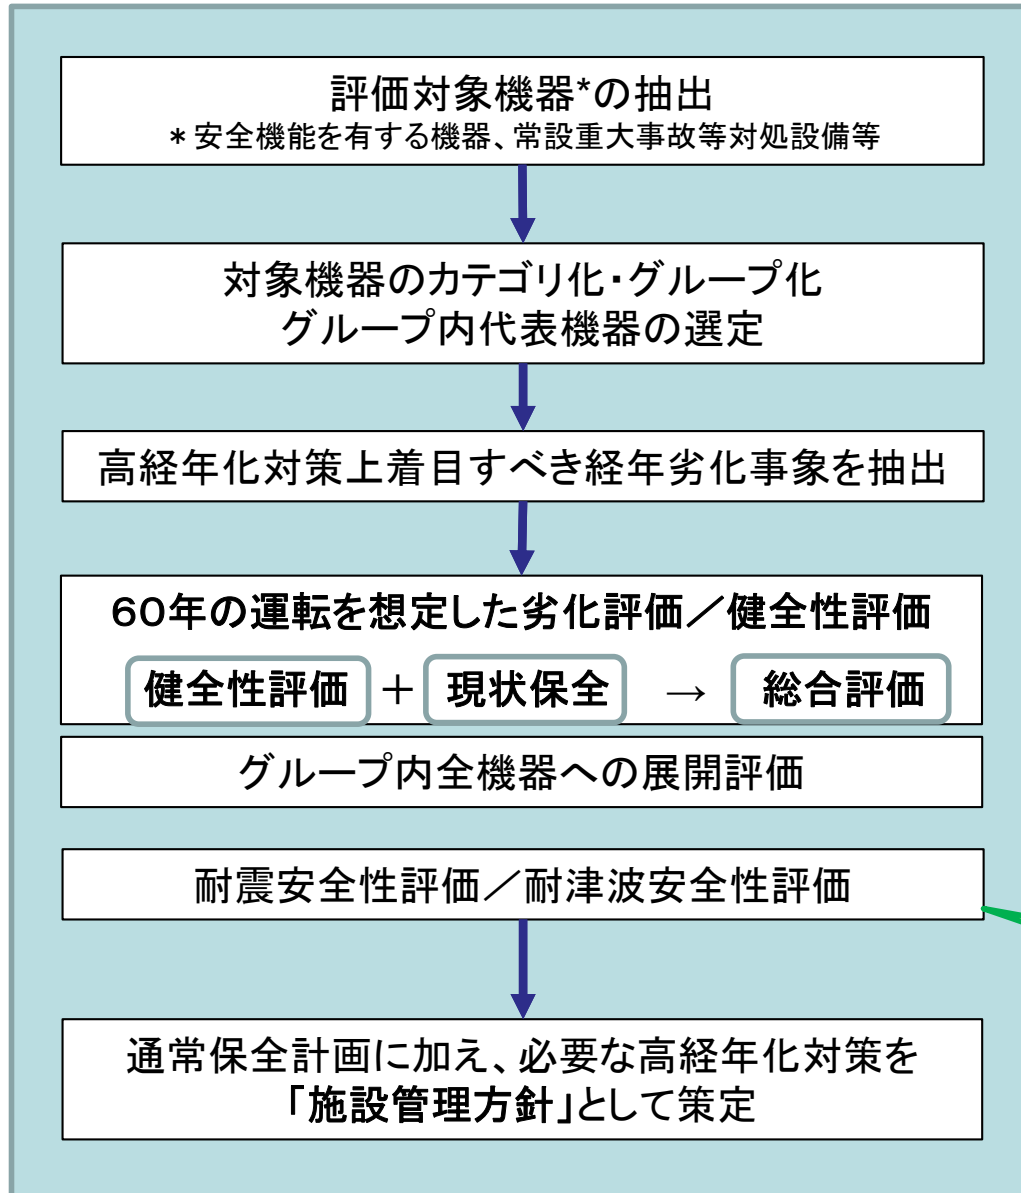 評価対象機器*の抽出
*安全機能を有する機器、常設重大事故等対処設備等
対象機器のカテゴリ化・グループ化
グループ内代表機器の選定
高経年化対策上着目すべき経年劣化事象を抽出
60年の運転を想定した劣化評価／健全性評価
健全性評価 ＋ 現状保全 → 総合評価
グループ内全機器への展開評価
耐震安全性評価／耐津波安全性評価
通常保全計画に加え、必要な高経年化対策を
「施設管理方針」として策定